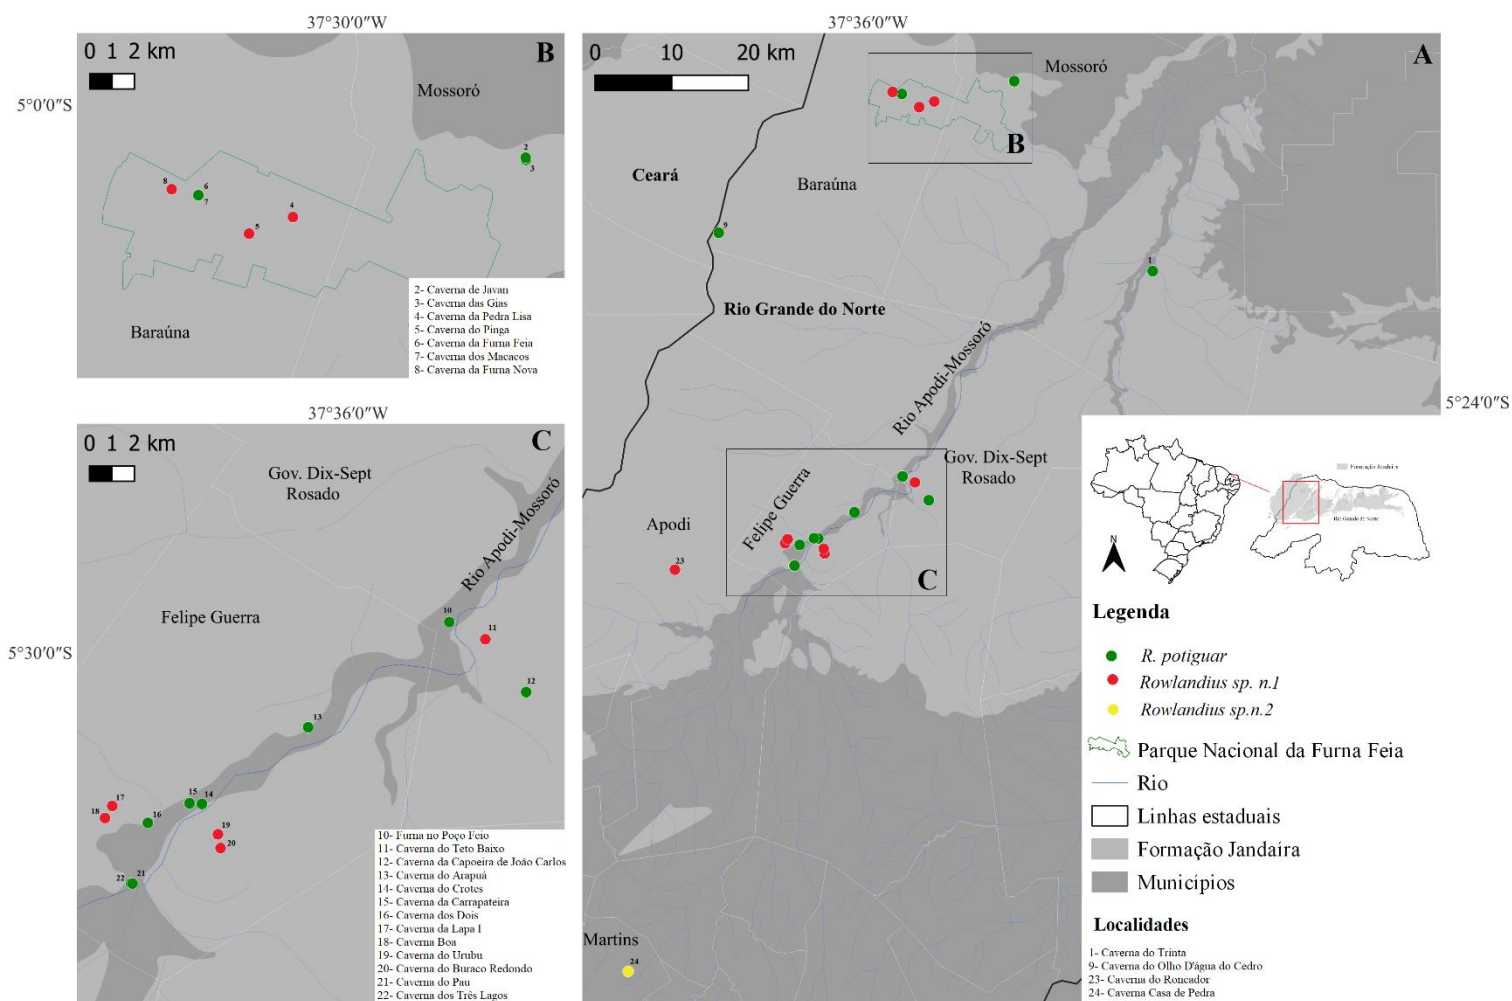 37°30′0″W
0 1 2 km
B
Mossoró
5°0′0″S
2
3
8
6
7
4
5
Baraúna
2- Caverna de Javan
3- Caverna das Gias
4- Caverna da Pedra Lisa
5- Caverna do Pinga
6- Caverna da Furna Feia
7- Caverna dos Macacos
8- Caverna da Furna Nova
37°36′0″W
0 1 2 km
C
Gov. Dix-Sept
Rosado
Rio Apodi-Mossoró
Felipe Guerra
5°30′0″S
10
11
12
13
15
14
17
18
16
19
20
22
21
10- Furna no Poço Feio
11- Caverna do Teto Baixo
12- Caverna da Capoeira de João Carlos
13- Caverna do Arapuá
14- Caverna do Crotes
15- Caverna da Carrapateira
16- Caverna dos Dois
17- Caverna da Lapa I
18- Caverna Boa
19- Caverna do Urubu
20- Caverna do Buraco Redondo
21- Caverna do Pau
22- Caverna dos Três Lagos
37°36′0″W
0 10 20 km
A
Mossoró
B
Ceará
Baraúna
9
1
Rio Grande do Norte
Rio Apodi-Mossoró
5°24′0″S
Gov. Dix-Sept
Rosado
Felipe Guerra
Apodi
23
C
Martins
24
Formação Jandaíra
Rio Grande do Norte
N
Legenda
R. potiguar
Rowlandius sp. n.1
Rowlandius sp.n.2
Parque Nacional da Furna Feia
Rio
Linhas estaduais
Formação Jandaíra
Municípios
Localidades
1- Caverna do Trinta
9- Caverna do Olho D'água do Cedro
23- Caverna do Roncador
24- Caverna Casa de Pedra